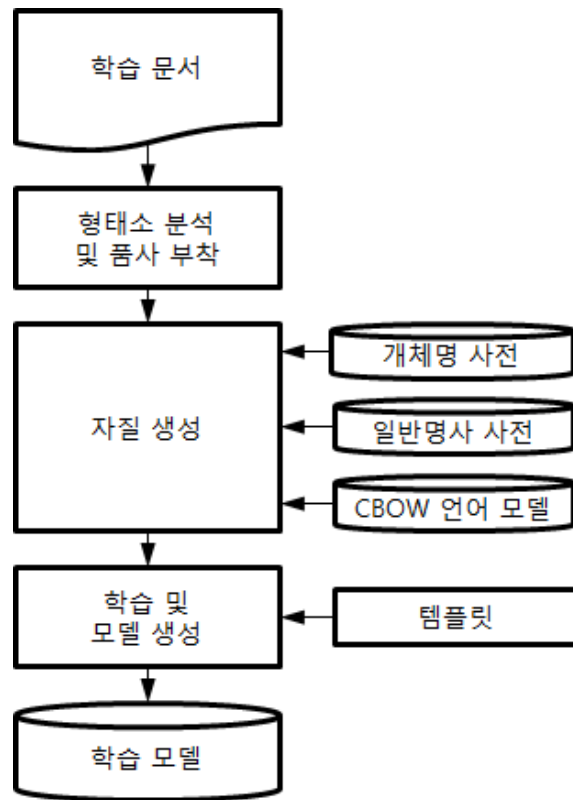 학습 문서
형태소 분석
및 품사 부착
개체명 사전
자질 생성
일반명사 사전
CBOW 언어 모델
학습 및
모델 생성
템플릿
학습 모델